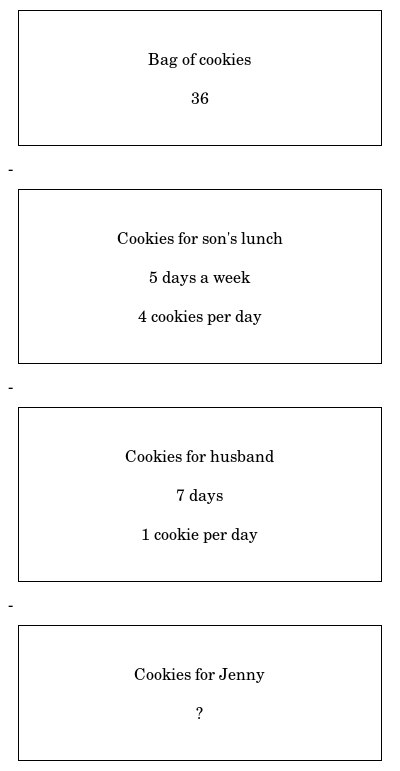 Bag of cookies
36
-
Cookies for son's lunch
5 days a week
4 cookies per day
-
Cookies for husband
7 days
1 cookie per day
-
Cookies for Jenny
?